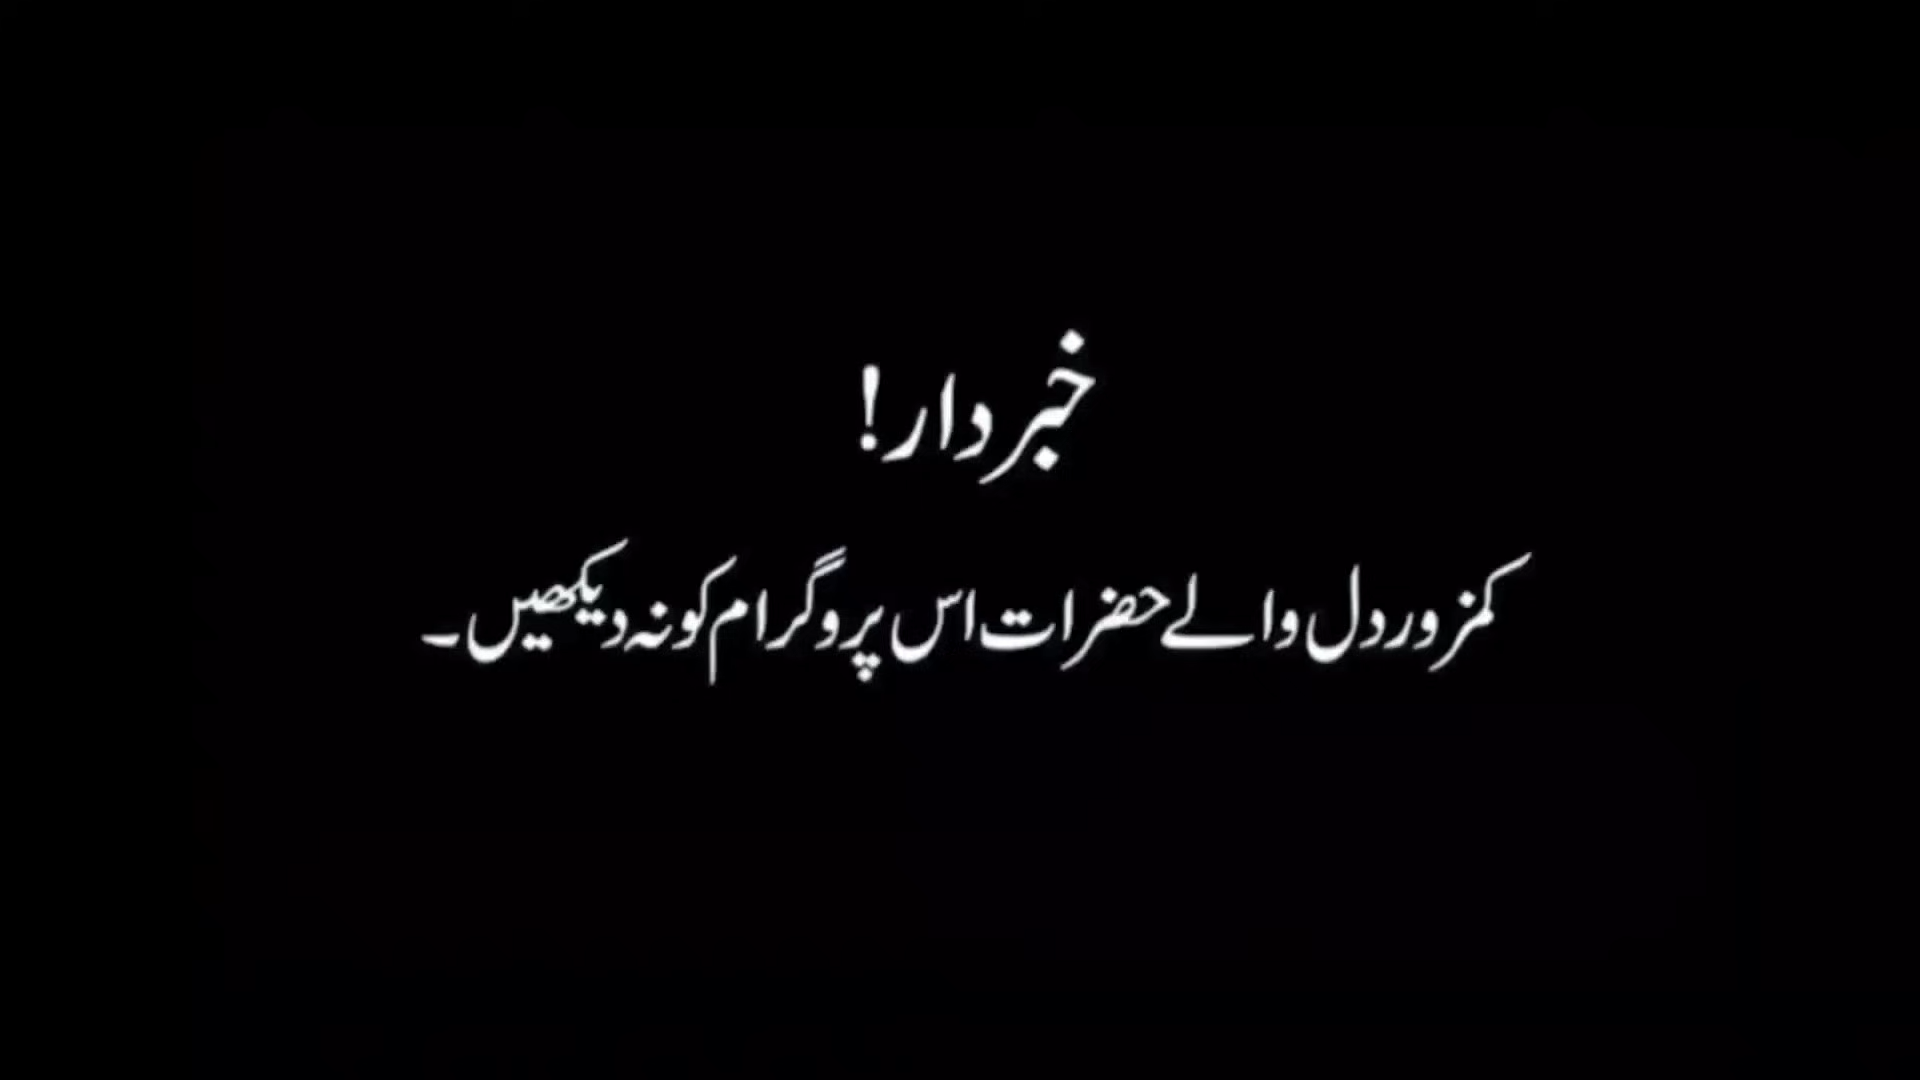 خبردار!
کمزور دل والے حضرات اس پروگرام کو نہ دیکھیں۔